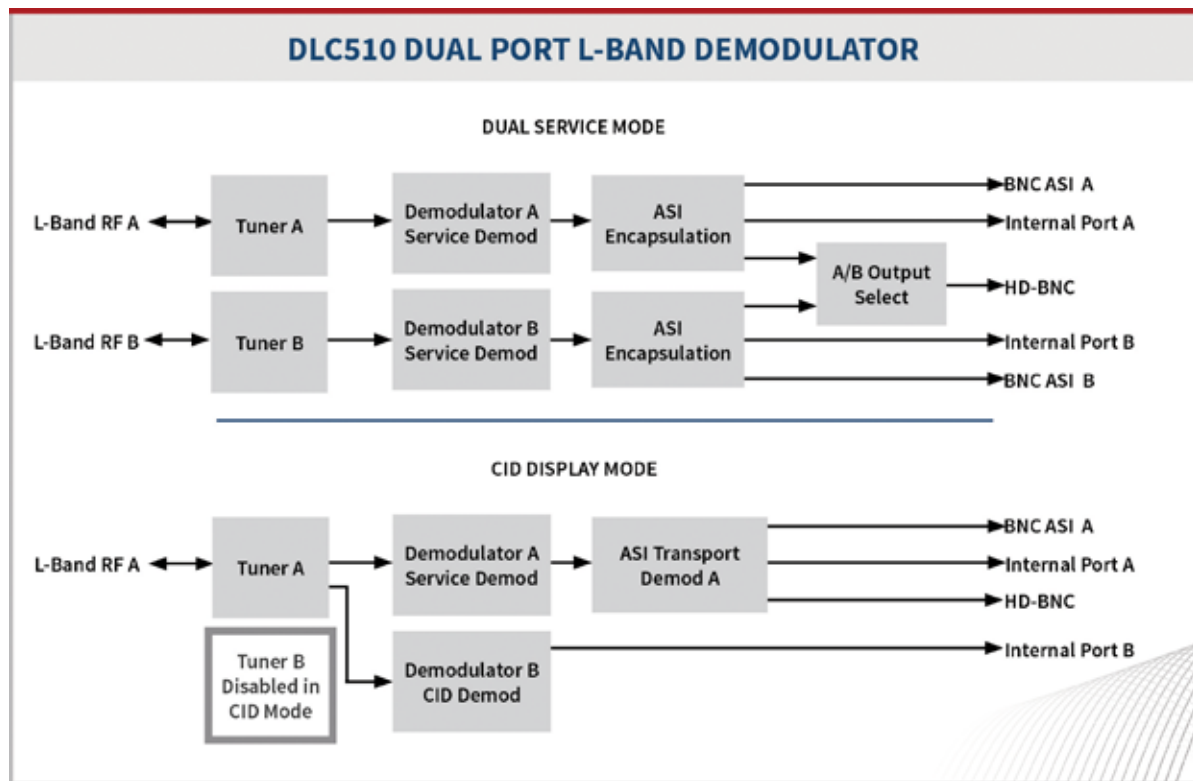 DLC510 DUAL PORT L-BAND DEMODULATOR
DUAL SERVICE MODE
L-Band RF A
Tuner A
Demodulator A
Service Demod
ASI
Encapsulation
BNC ASI A
Internal Port A
A/B Output
Select
HD-BNC
L-Band RF B
Tuner B
Demodulator B
Service Demod
ASI
Encapsulation
Internal Port B
BNC ASI B
CID DISPLAY MODE
L-Band RF A
Tuner A
Demodulator A
Service Demod
ASI Transport
Demod A
BNC ASI A
Internal Port A
HD-BNC
Tuner B
Disabled in
CID Mode
Demodulator B
CID Demod
Internal Port B